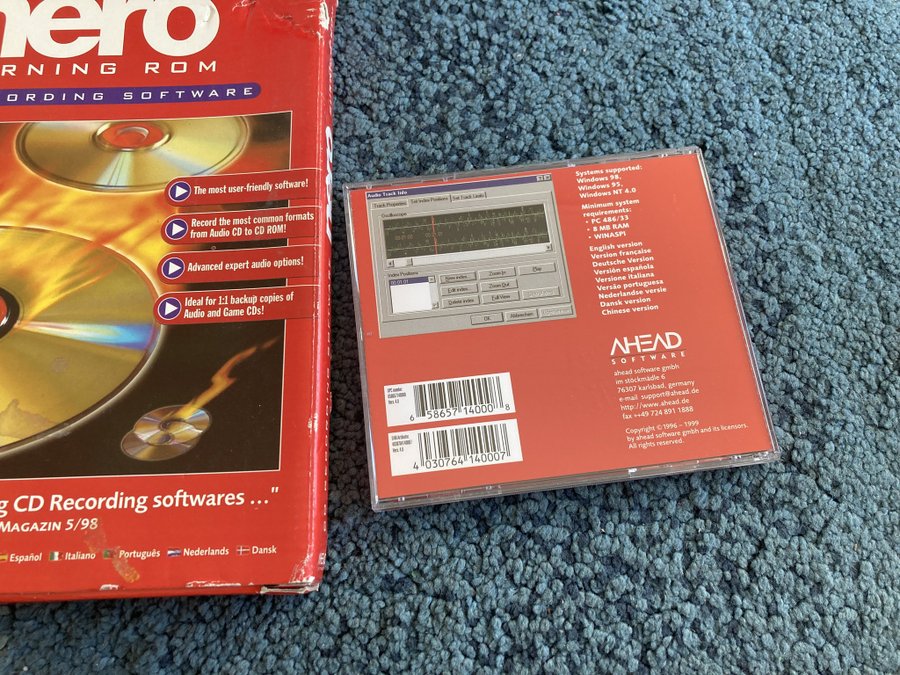 nero
RNING ROM
ORDING SOFTWARE
The most user-friendly software!
Record the most common formats
from Audio CD to CD ROM!
Advanced expert audio options!
Ideal for 1:1 backup copies of
Audio and Game CDs!
g CD Recording softwares ..."
MAGAZIN 5/98
Español Italiano Português Nederlands Dansk
Audio Track Info
Track Properties Set Index Positions Set Track Limits
Oscilloscope
Index Positions
00:01:01
New index...
Edit index...
Delete index
Zoom In
Zoom Out
Full View
Play
OK
Abbrechen
Systems supported:
Windows 98.
Windows 95.
Windows NT 4.0
Minimum system
requirements:
• PC 486/33
• 8 MB RAM
• WINASPI
English version
Version française
Deutsche Version
Versión española
Versione italiana
Versão portuguesa
Nederlandse versie
Dansk version
Chinese version
AHEAD
SOFTWARE
ahead software gmbh
im stöckmädle 6
76307 karlsbad, germany
e-mail support@ahead.de
http://www.ahead.de
fax ++49 724 891 1888
Copyright © 1996 - 1999
by ahead software gmbh and its licensors.
All rights reserved.
6 58657 14000 8
4 030764 140007